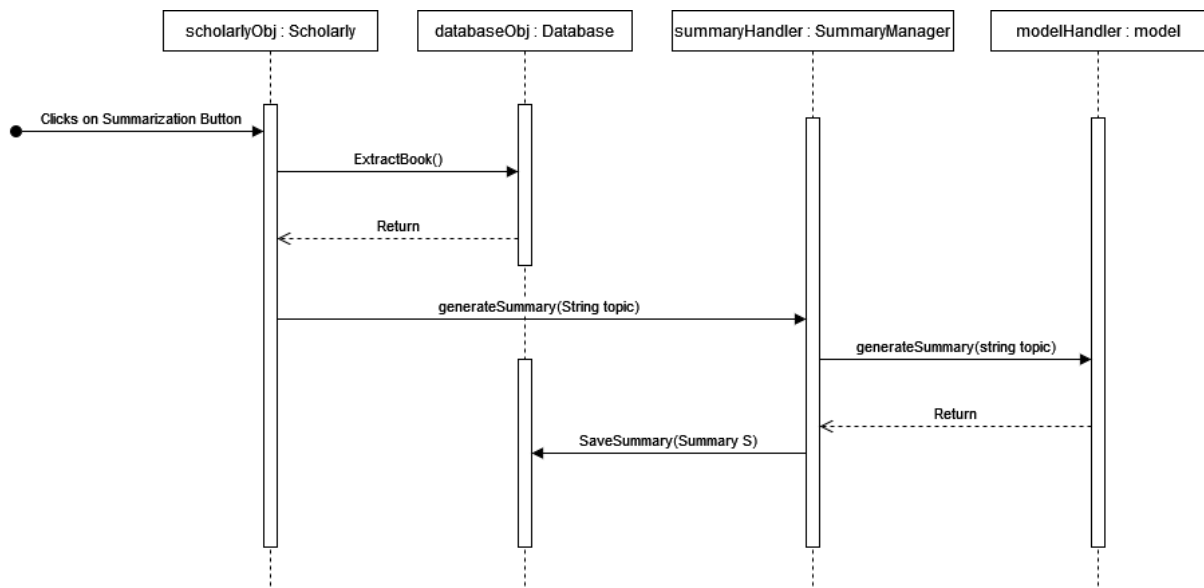 scholarlyObj : Scholarly
databaseObj : Database
summaryHandler : SummaryManager
modelHandler : model
Clicks on Summarization Button
ExtractBook()
Return
generateSummary(String topic)
generateSummary(string topic)
Return
SaveSummary(Summary S)